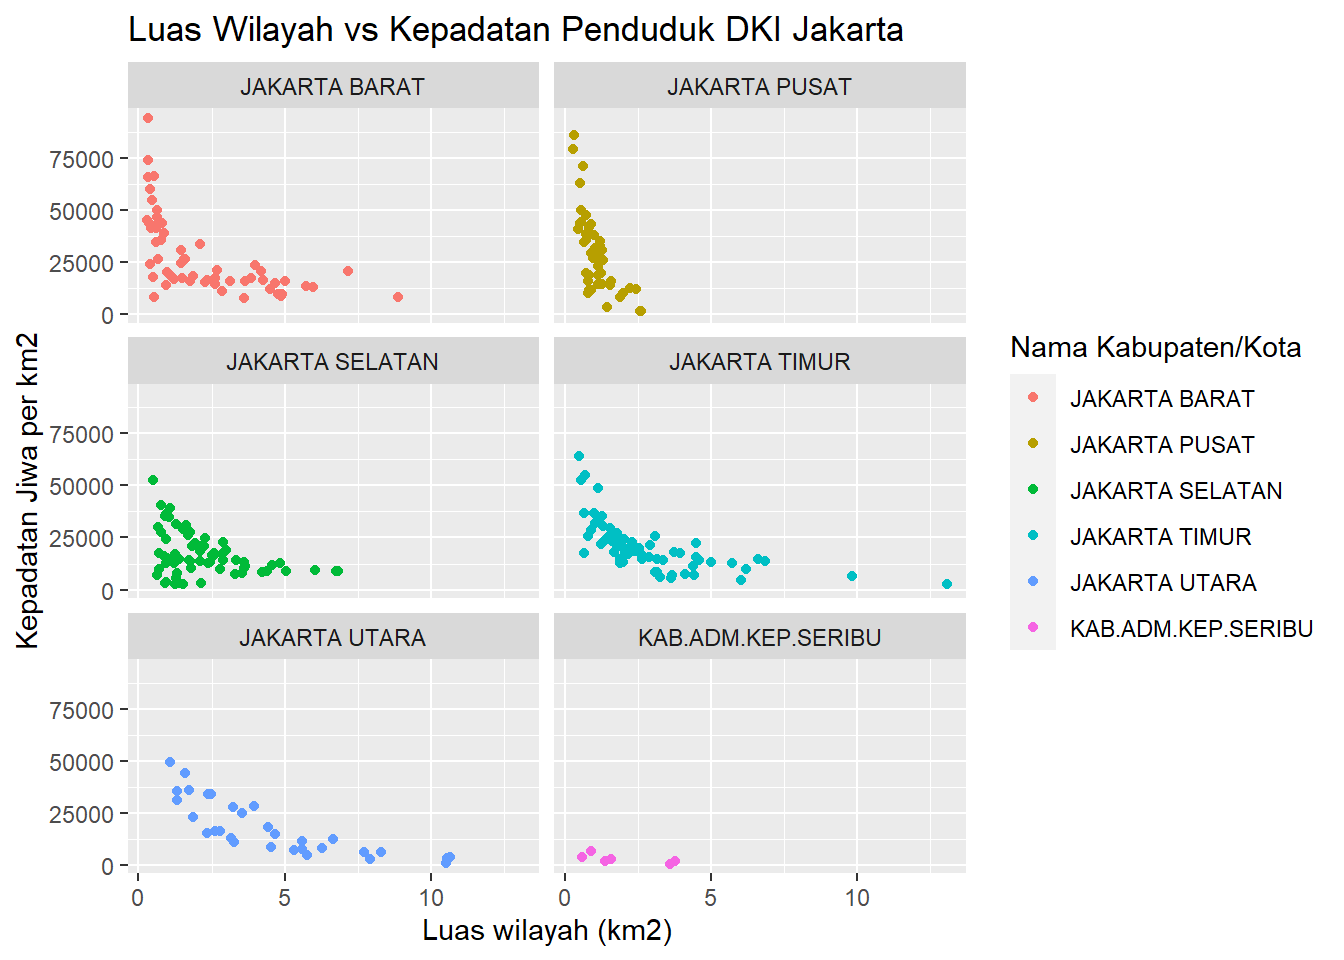 Luas Wilayah vs Kepadatan Penduduk DKI Jakarta
JAKARTA BARAT
JAKARTA PUSAT
75000
50000
25000
0
JAKARTA SELATAN
JAKARTA TIMUR
75000
50000
25000
0
JAKARTA UTARA
KAB.ADM.KEP.SERIBU
75000
50000
25000
0
0 5 10
0 5 10
Luas wilayah (km2)
Kepadatan Jiwa per km2
Nama Kabupaten/Kota
JAKARTA BARAT
JAKARTA PUSAT
JAKARTA SELATAN
JAKARTA TIMUR
JAKARTA UTARA
KAB.ADM.KEP.SERIBU